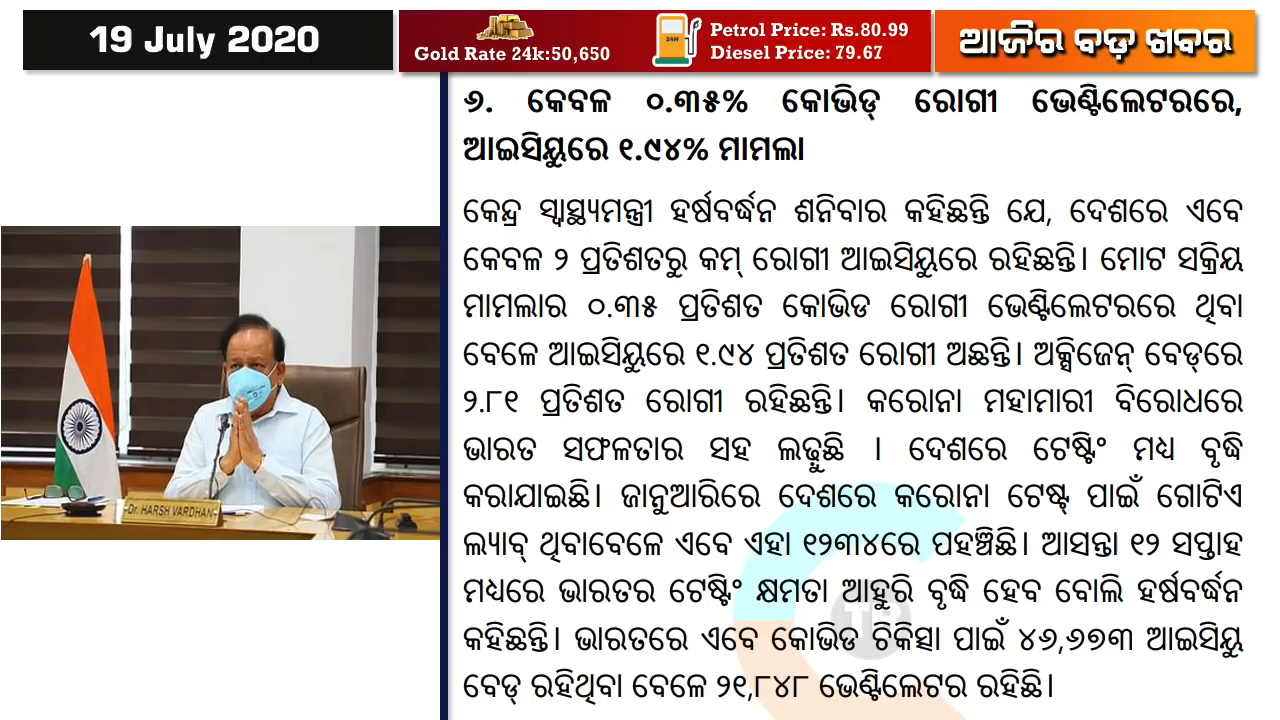 19 July 2020
Gold Rate 24k:50,650
24H
Petrol Price: Rs.80.99
Diesel Price: 79.67
ଆଜିର ବଡ଼ ଖବର
୬. କେବଳ ୦.୩୫% କୋଭିଡ୍ ରୋଗୀ ଭେଣ୍ଟିଲେଟରରେ,
ଆଇସିୟୁରେ ୧.୯୪% ମାମଲା
କେନ୍ଦ୍ର ସ୍ୱାସ୍ଥ୍ୟମନ୍ତ୍ରୀ ହର୍ଷବର୍ଦ୍ଧନ ଶନିବାର କହିଛନ୍ତି ଯେ, ଦେଶରେ ଏବେ
କେବଳ ୨ ପ୍ରତିଶତରୁ କମ୍ ରୋଗୀ ଆଇସିୟୁରେ ରହିଛନ୍ତି। ମୋଟ ସକ୍ରିୟ
ମାମଲାର ୦.୩୫ ପ୍ରତିଶତ କୋଭିଡ ରୋଗୀ ଭେଣ୍ଟିଲେଟରରେ ଥିବା
ବେଳେ ଆଇସିୟୁରେ ୧.୯୪ ପ୍ରତିଶତ ରୋଗୀ ଅଛନ୍ତି। ଅକ୍ସିଜେନ୍ ବେଡ୍‌ରେ
୨.୮୧ ପ୍ରତିଶତ ରୋଗୀ ରହିଛନ୍ତି। କରୋନା ମହାମାରୀ ବିରୋଧରେ
ଭାରତ ସଫଳତାର ସହ ଲଢୁଛି । ଦେଶରେ ଟେଷ୍ଟିଂ ମଧ୍ୟ ବୃଦ୍ଧି
କରାଯାଇଛି। ଜାନୁଆରିରେ ଦେଶରେ କରୋନା ଟେଷ୍ଟ୍ ପାଇଁ ଗୋଟିଏ
ଲ୍ୟାବ୍ ଥିବାବେଳେ ଏବେ ଏହା ୧୨୩୪ରେ ପହଞ୍ଚିଛି। ଆସନ୍ତା ୧୨ ସପ୍ତାହ
ମଧ୍ୟରେ ଭାରତର ଟେଷ୍ଟିଂ କ୍ଷମତା ଆହୁରି ବୃଦ୍ଧି ହେବ ବୋଲି ହର୍ଷବର୍ଦ୍ଧନ
କହିଛନ୍ତି। ଭାରତରେ ଏବେ କୋଭିଡ ଚିକିତ୍ସା ପାଇଁ ୪୬,୬୭୩ ଆଇସିୟୁ
ବେଡ୍ ରହିଥିବା ବେଳେ ୨୧,୮୪୮ ଭେଣ୍ଟିଲେଟର ରହିଛି।
Dr. HARSH VARDHAN